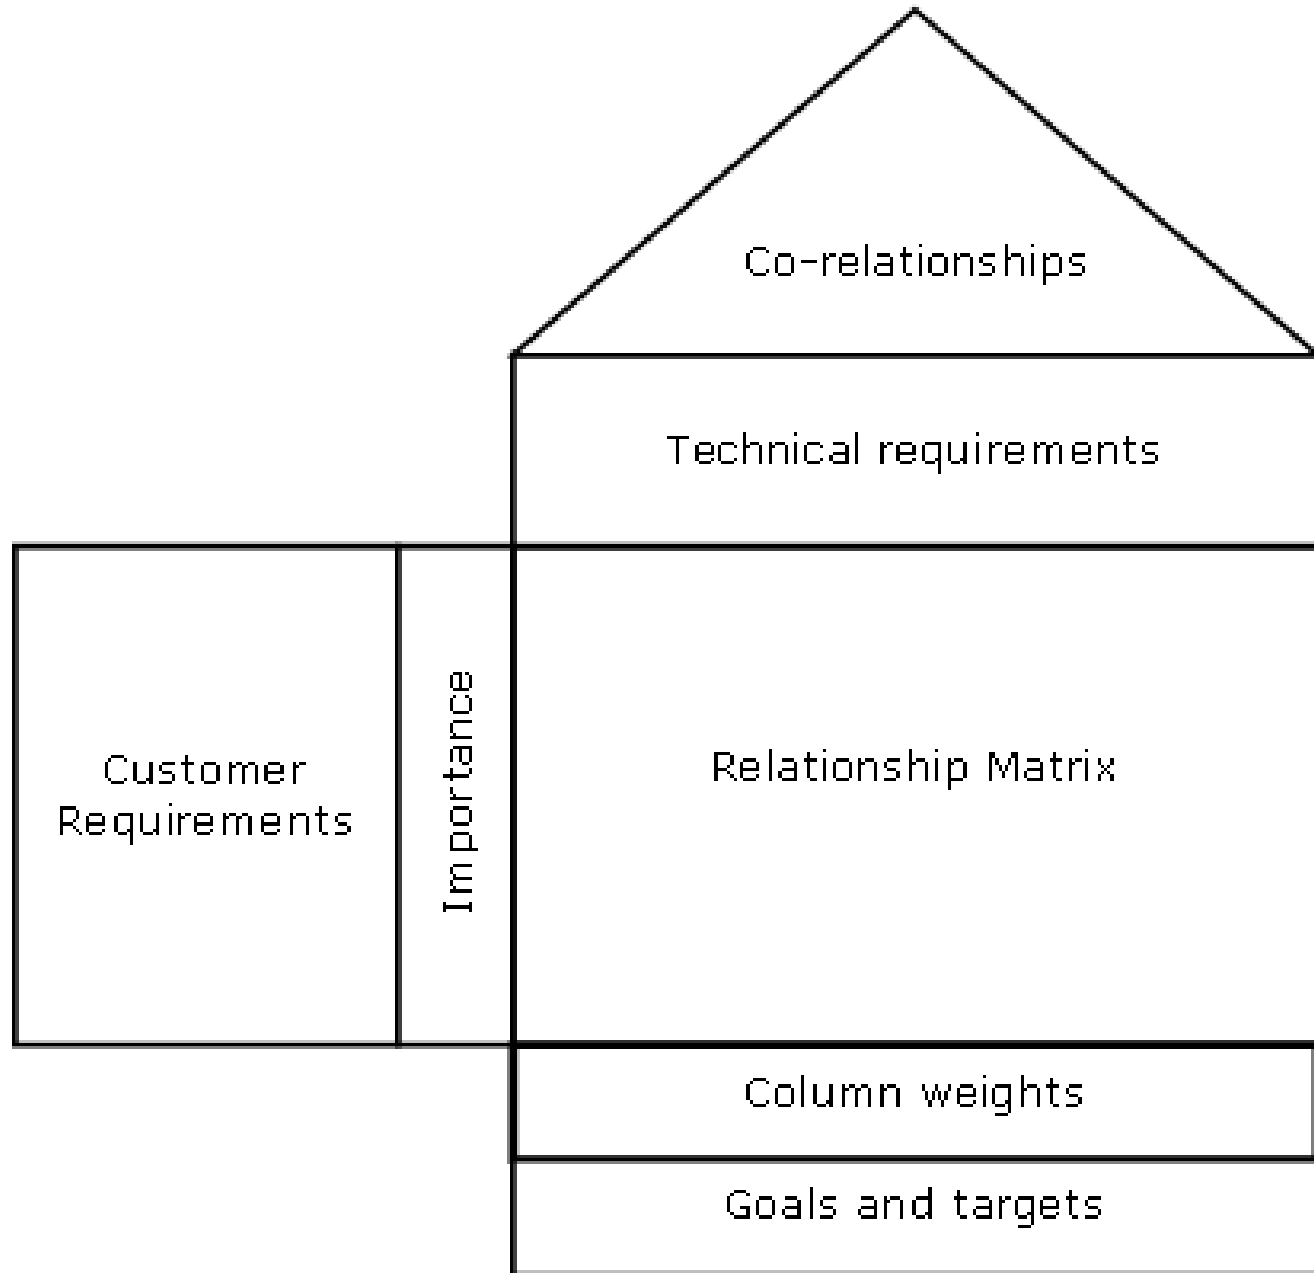 Co-relationships
Technical requirements
Customer
Requirements
Importance
Relationship Matrix
Column weights
Goals and targets